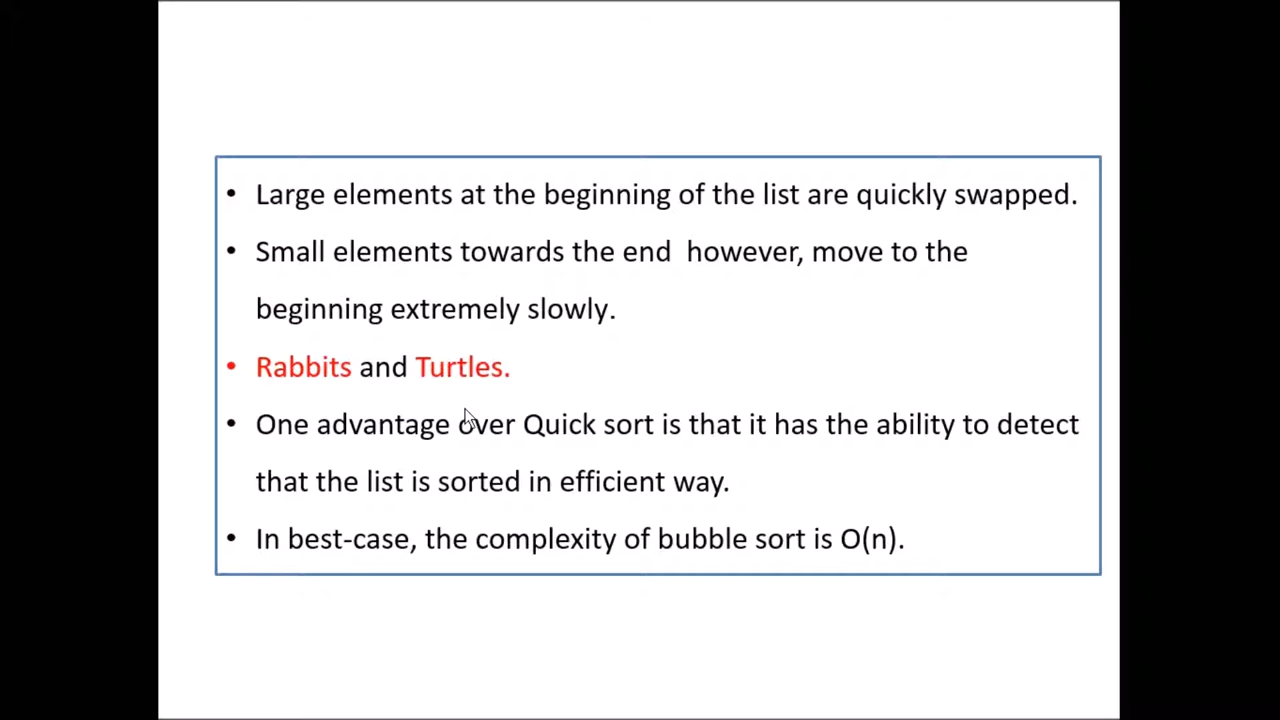 • Large elements at the beginning of the list are quickly swapped.
• Small elements towards the end  however, move to the
beginning extremely slowly.
• Rabbits and Turtles.
• One advantage over Quick sort is that it has the ability to detect
that the list is sorted in efficient way.
• In best-case, the complexity of bubble sort is O(n).